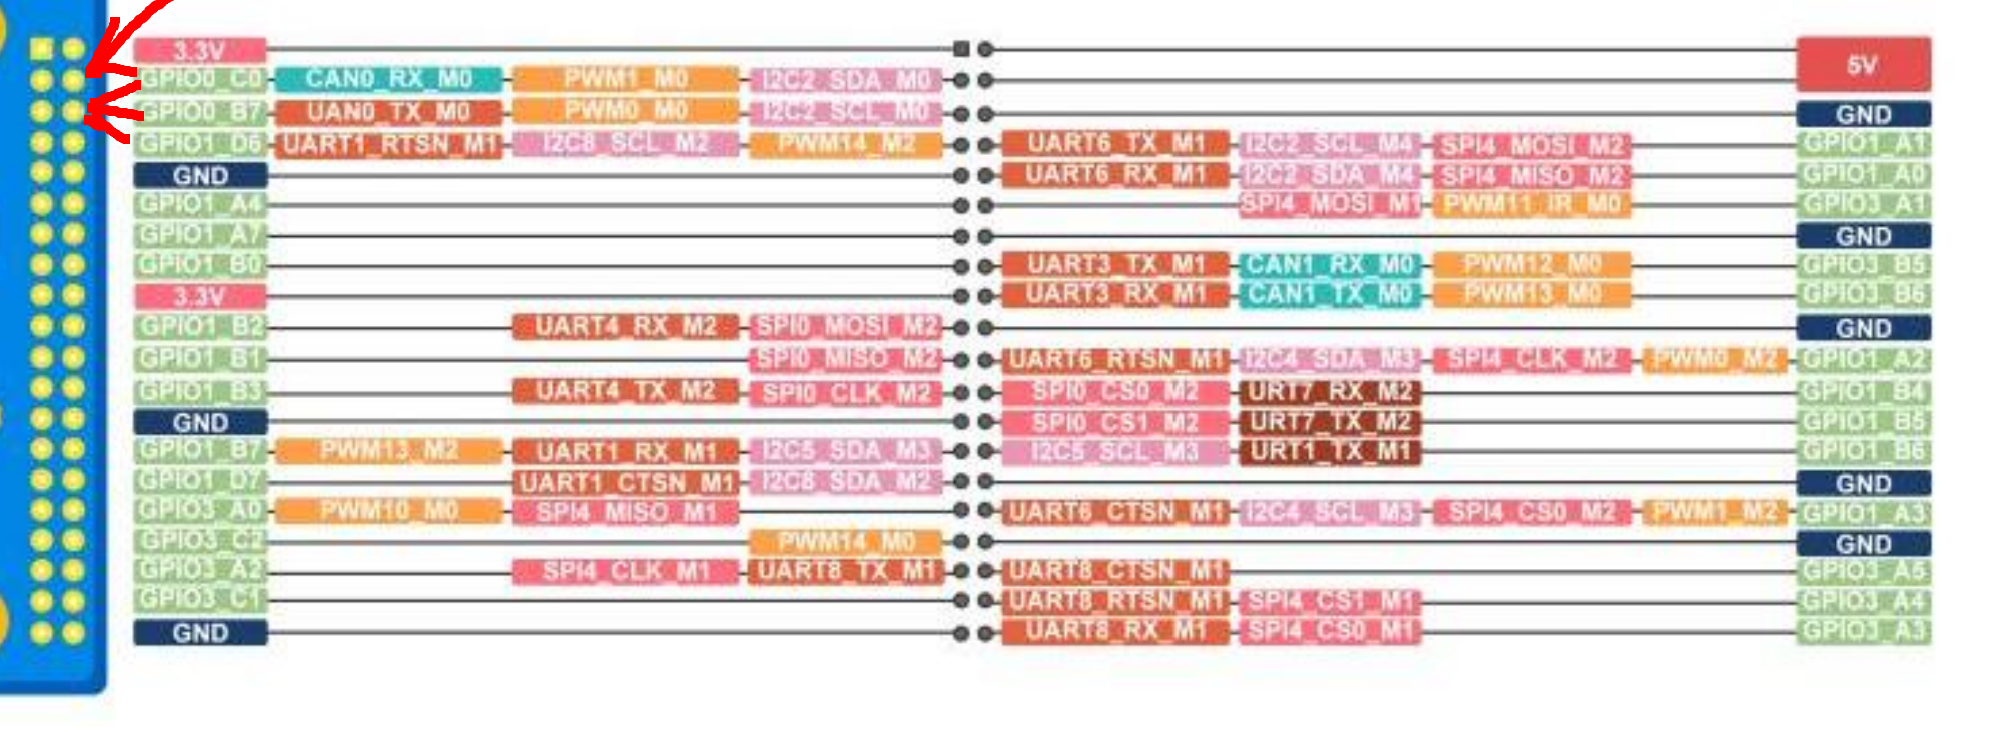 3.3V 5V
GPIO0_C0 CAN0_RX_M0 PWM1_M0 I2C2_SDA_M0
GPIO0_B7 UAN0_TX_M0 PWM0_M0 I2C2_SCL_M0 GND
GPIO1_D6 UART1_RTSN_M1 I2C8_SCL_M2 PWM14_M2 UART6_TX_M1 I2C2_SCL_M4 SPI4_MOSI_M2 GPIO1_A1
GND UART6_RX_M1 I2C2_SDA_M4 SPI4_MISO_M2 GPIO1_A0
GPIO1_A4 SPI4_MOSI_M1 PWM11_IR_M0 GPIO3_A1
GPIO1_A7 GND
GPIO1_B0 UART3_TX_M1 CAN1_RX_M0 PWM12_M0 GPIO3_B5
3.3V UART3_RX_M1 CAN1_TX_M0 PWM13_M0 GPIO3_B6
GPIO1_B2 UART4_RX_M2 SPI0_MOSI_M2 GND
GPIO1_B1 SPI0_MISO_M2 UART6_RTSN_M1 I2C4_SDA_M3 SPI4_CLK_M2 PWM0_M2 GPIO1_A2
GPIO1_B3 UART4_TX_M2 SPI0_CLK_M2 SPI0_CS0_M2 URT7_RX_M2 GPIO1_B4
GND SPI0_CS1_M2 URT7_TX_M2 GPIO1_B5
GPIO1_B7 PWM13_M2 UART1_RX_M1 I2C5_SDA_M3 I2C5_SCL_M3 URT1_TX_M1 GPIO1_B6
GPIO1_D7 UART1_CTSN_M1 I2C8_SDA_M2 GND
GPIO3_A0 PWM10_M0 SPI4_MISO_M1 UART6_CTSN_M1 I2C4_SCL_M3 SPI4_CS0_M2 PWM1_M2 GPIO1_A3
GPIO3_C2 PWM14_M0 GND
GPIO3_A2 SPI4_CLK_M1 UART8_TX_M1 UART8_CTSN_M1 GPIO3_A5
GPIO3_C1 UART8_RTSN_M1 SPI4_CS1_M1 GPIO3_A4
GND UART8_RX_M1 SPI4_CS0_M1 GPIO3_A3